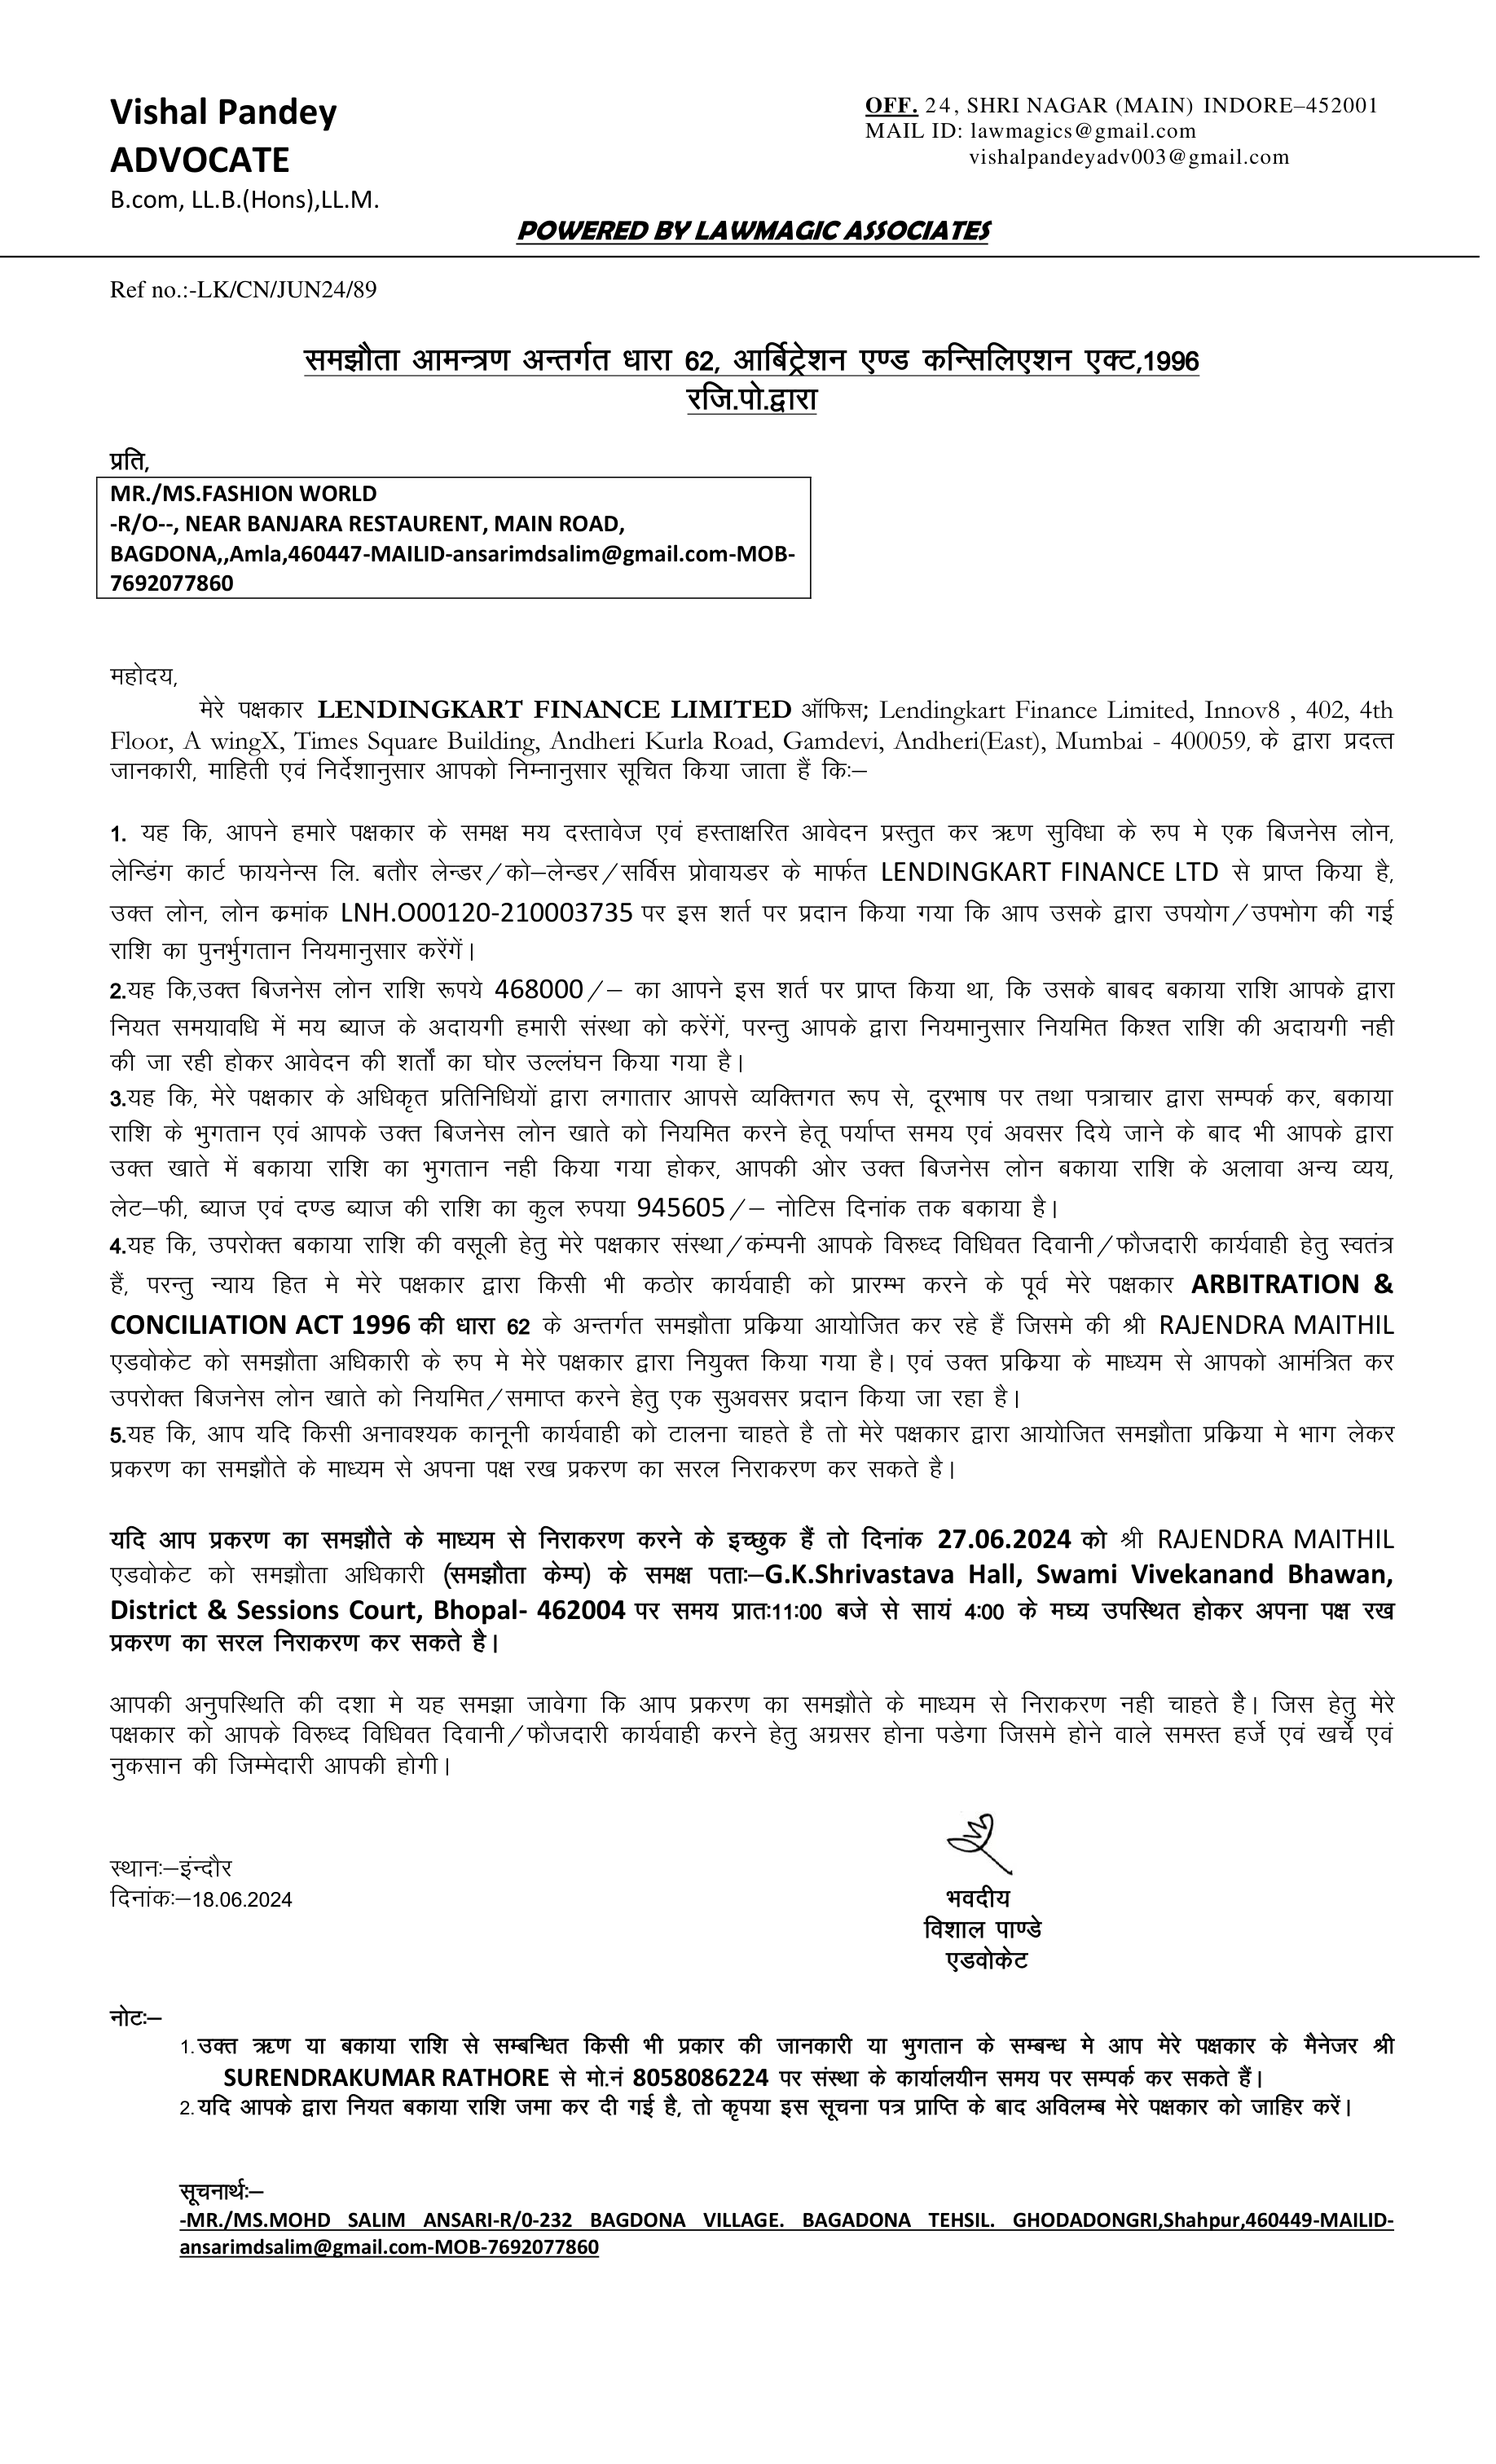 Vishal Pandey
ADVOCATE
B.com, LL.B.(Hons),LL.M.
OFF. 24, SHRI NAGAR (MAIN) INDORE–452001
MAIL ID: lawmagics@gmail.com
vishalpandeyadv003@gmail.com
POWERED BY LAWMAGIC ASSOCIATES
Ref no.:-LK/CN/JUN24/89
समझौता आमन्त्रण अन्तर्गत धारा 62, आर्बिट्रेशन एण्ड कन्सिलिएशन एक्ट,1996
रजि.पो.द्वारा
प्रति,
MR./MS.FASHION WORLD
-R/O--, NEAR BANJARA RESTAURENT, MAIN ROAD,
BAGDONA,,Amla,460447-MAILID-ansarimdsalim@gmail.com-MOB-
7692077860
महोदय,
मेरे पक्षकार LENDINGKART FINANCE LIMITED ऑफिस; Lendingkart Finance Limited, Innov8 , 402, 4th
Floor, A wingX, Times Square Building, Andheri Kurla Road, Gamdevi, Andheri(East), Mumbai - 400059, के द्वारा प्रदत्त
जानकारी, माहिती एवं निर्देशानुसार आपको निम्नानुसार सूचित किया जाता हैं किः–
1. यह कि, आपने हमारे पक्षकार के समक्ष मय दस्तावेज एवं हस्ताक्षरित आवेदन प्रस्तुत कर ऋण सुविधा के रुप मे एक बिजनेस लोन,
लेन्डिंग कार्ट फायनेन्स लि. बतौर लेन्डर/को–लेन्डर/सर्विस प्रोवायडर के मार्फत LENDINGKART FINANCE LTD से प्राप्त किया है,
उक्त लोन, लोन क्रमांक LNH.O00120-210003735 पर इस शर्त पर प्रदान किया गया कि आप उसके द्वारा उपयोग/उपभोग की गई
राशि का पुनर्भुगतान नियमानुसार करेंगें।
2.यह कि,उक्त बिजनेस लोन राशि रूपये 468000/– का आपने इस शर्त पर प्राप्त किया था, कि उसके बाबद बकाया राशि आपके द्वारा
नियत समयावधि में मय ब्याज के अदायगी हमारी संस्था को करेंगें, परन्तु आपके द्वारा नियमानुसार नियमित किश्त राशि की अदायगी नही
की जा रही होकर आवेदन की शर्तों का घोर उल्लंघन किया गया है।
3.यह कि, मेरे पक्षकार के अधिकृत प्रतिनिधियों द्वारा लगातार आपसे व्यक्तिगत रूप से, दूरभाष पर तथा पत्राचार द्वारा सम्पर्क कर, बकाया
राशि के भुगतान एवं आपके उक्त बिजनेस लोन खाते को नियमित करने हेतू पर्याप्त समय एवं अवसर दिये जाने के बाद भी आपके द्वारा
उक्त खाते में बकाया राशि का भुगतान नही किया गया होकर, आपकी ओर उक्त बिजनेस लोन बकाया राशि के अलावा अन्य व्यय,
लेट–फी, ब्याज एवं दण्ड ब्याज की राशि का कुल रुपया 945605/– नोटिस दिनांक तक बकाया है।
4.यह कि, उपरोक्त बकाया राशि की वसूली हेतु मेरे पक्षकार संस्था/कंम्पनी आपके विरुध्द विधिवत दिवानी/फौजदारी कार्यवाही हेतु स्वतंत्र
हैं, परन्तु न्याय हित मे मेरे पक्षकार द्वारा किसी भी कठोर कार्यवाही को प्रारम्भ करने के पूर्व मेरे पक्षकार ARBITRATION &
CONCILIATION ACT 1996 की धारा 62 के अन्तर्गत समझौता प्रक्रिया आयोजित कर रहे हैं जिसमे की श्री RAJENDRA MAITHIL
एडवोकेट को समझौता अधिकारी के रुप मे मेरे पक्षकार द्वारा नियुक्त किया गया है। एवं उक्त प्रक्रिया के माध्यम से आपको आमंत्रित कर
उपरोक्त बिजनेस लोन खाते को नियमित/समाप्त करने हेतु एक सुअवसर प्रदान किया जा रहा है।
5.यह कि, आप यदि किसी अनावश्यक कानूनी कार्यवाही को टालना चाहते है तो मेरे पक्षकार द्वारा आयोजित समझौता प्रक्रिया मे भाग लेकर
प्रकरण का समझौते के माध्यम से अपना पक्ष रख प्रकरण का सरल निराकरण कर सकते है।
यदि आप प्रकरण का समझौते के माध्यम से निराकरण करने के इच्छुक हैं तो दिनांक 27.06.2024 को श्री RAJENDRA MAITHIL
एडवोकेट को समझौता अधिकारी (समझौता केम्प) के समक्ष पताः–G.K.Shrivastava Hall, Swami Vivekanand Bhawan,
District & Sessions Court, Bhopal- 462004 पर समय प्रातः11:00 बजे से सायं 4:00 के मघ्य उपस्थित होकर अपना पक्ष रख
प्रकरण का सरल निराकरण कर सकते है।
आपकी अनुपस्थिति की दशा मे यह समझा जावेगा कि आप प्रकरण का समझौते के माध्यम से निराकरण नही चाहते है। जिस हेतु मेरे
पक्षकार को आपके विरुध्द विधिवत दिवानी/फौजदारी कार्यवाही करने हेतु अग्रसर होना पडेगा जिसमे होने वाले समस्त हर्जे एवं खर्चे एवं
नुकसान की जिम्मेदारी आपकी होगी।
स्थानः–इंन्दौर
दिनांकः–18.06.2024
भवदीय
विशाल पाण्डे
एडवोकेट
नोटः–
1.उक्त ऋण या बकाया राशि से सम्बन्धित किसी भी प्रकार की जानकारी या भुगतान के सम्बन्ध मे आप मेरे पक्षकार के मैनेजर श्री
SURENDRAKUMAR RATHORE से मो.नं 8058086224 पर संस्था के कार्यालयीन समय पर सम्पर्क कर सकते हैं।
2.यदि आपके द्वारा नियत बकाया राशि जमा कर दी गई है, तो कृपया इस सूचना पत्र प्राप्ति के बाद अविलम्ब मेरे पक्षकार को जाहिर करें।
सूचनार्थः–
-MR./MS.MOHD SALIM ANSARI-R/0-232 BAGDONA VILLAGE. BAGADONA TEHSIL. GHODADONGRI,Shahpur,460449-MAILID-
ansarimdsalim@gmail.com-MOB-7692077860